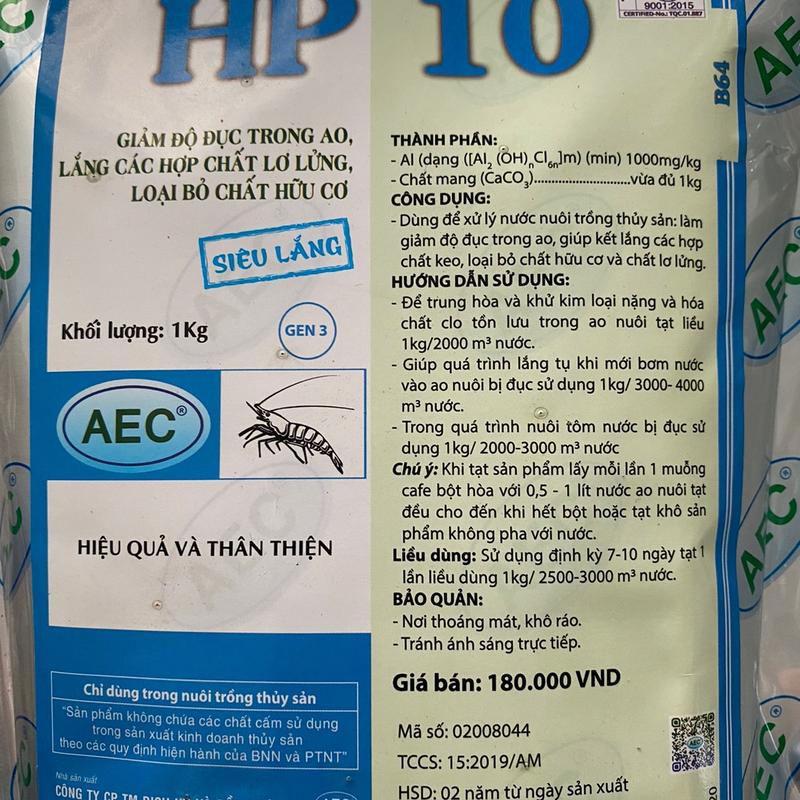 HP 10
9001:2015
CERTIFIED-No.: TQC.01.887
B64
AEC
GIẢM ĐỘ ĐỤC TRONG AO,
LẮNG CÁC HỢP CHẤT LƠ LỬNG,
LOẠI BỎ CHẤT HỮU CƠ
SIÊU LẮNG
Khối lượng: 1Kg
GEN 3
AEC®
HIỆU QUẢ VÀ THÂN THIỆN
Chỉ dùng trong nuôi trồng thủy sản
"Sản phẩm không chứa các chất cấm sử dụng
trong sản xuất kinh doanh thủy sản
theo các quy định hiện hành của BNN và PTNT"
Nhà sản xuất
THÀNH PHẦN:
- Al (dạng ([Al2 (OH)nCl6n]m) (min) 1000mg/kg
- Chất mang (CaCO3)..............................vừa đủ 1kg
CÔNG DỤNG:
- Dùng để xử lý nước nuôi trồng thủy sản: làm
giảm độ đục trong ao, giúp kết lắng các hợp
chất keo, loại bỏ chất hữu cơ và chất lơ lửng.
HƯỚNG DẪN SỬ DỤNG:
- Để trung hòa và khử kim loại nặng và hóa
chất clo tồn lưu trong ao nuôi tạt liều
1kg/2000 m³ nước.
- Giúp quá trình lắng tụ khi mới bơm nước
vào ao nuôi bị đục sử dụng 1kg/ 3000- 4000
m³ nước.
- Trong quá trình nuôi tôm nước bị đục sử
dụng 1kg/ 2000-3000 m³ nước
Chú ý: Khi tạt sản phẩm lấy mỗi lần 1 muỗng
cafe bột hòa với 0,5 - 1 lít nước ao nuôi tạt
đều cho đến khi hết bột hoặc tạt khô sản
phẩm không pha với nước.
Liều dùng: Sử dụng định kỳ 7-10 ngày tạt 1
lần liều dùng 1kg/ 2500-3000 m³ nước.
BẢO QUẢN:
- Nơi thoáng mát, khô ráo.
- Tránh ánh sáng trực tiếp.
Giá bán: 180.000 VND
Mã số: 02008044
TCCS: 15:2019/AM
HSD: 02 năm từ ngày sản xuất
AEC